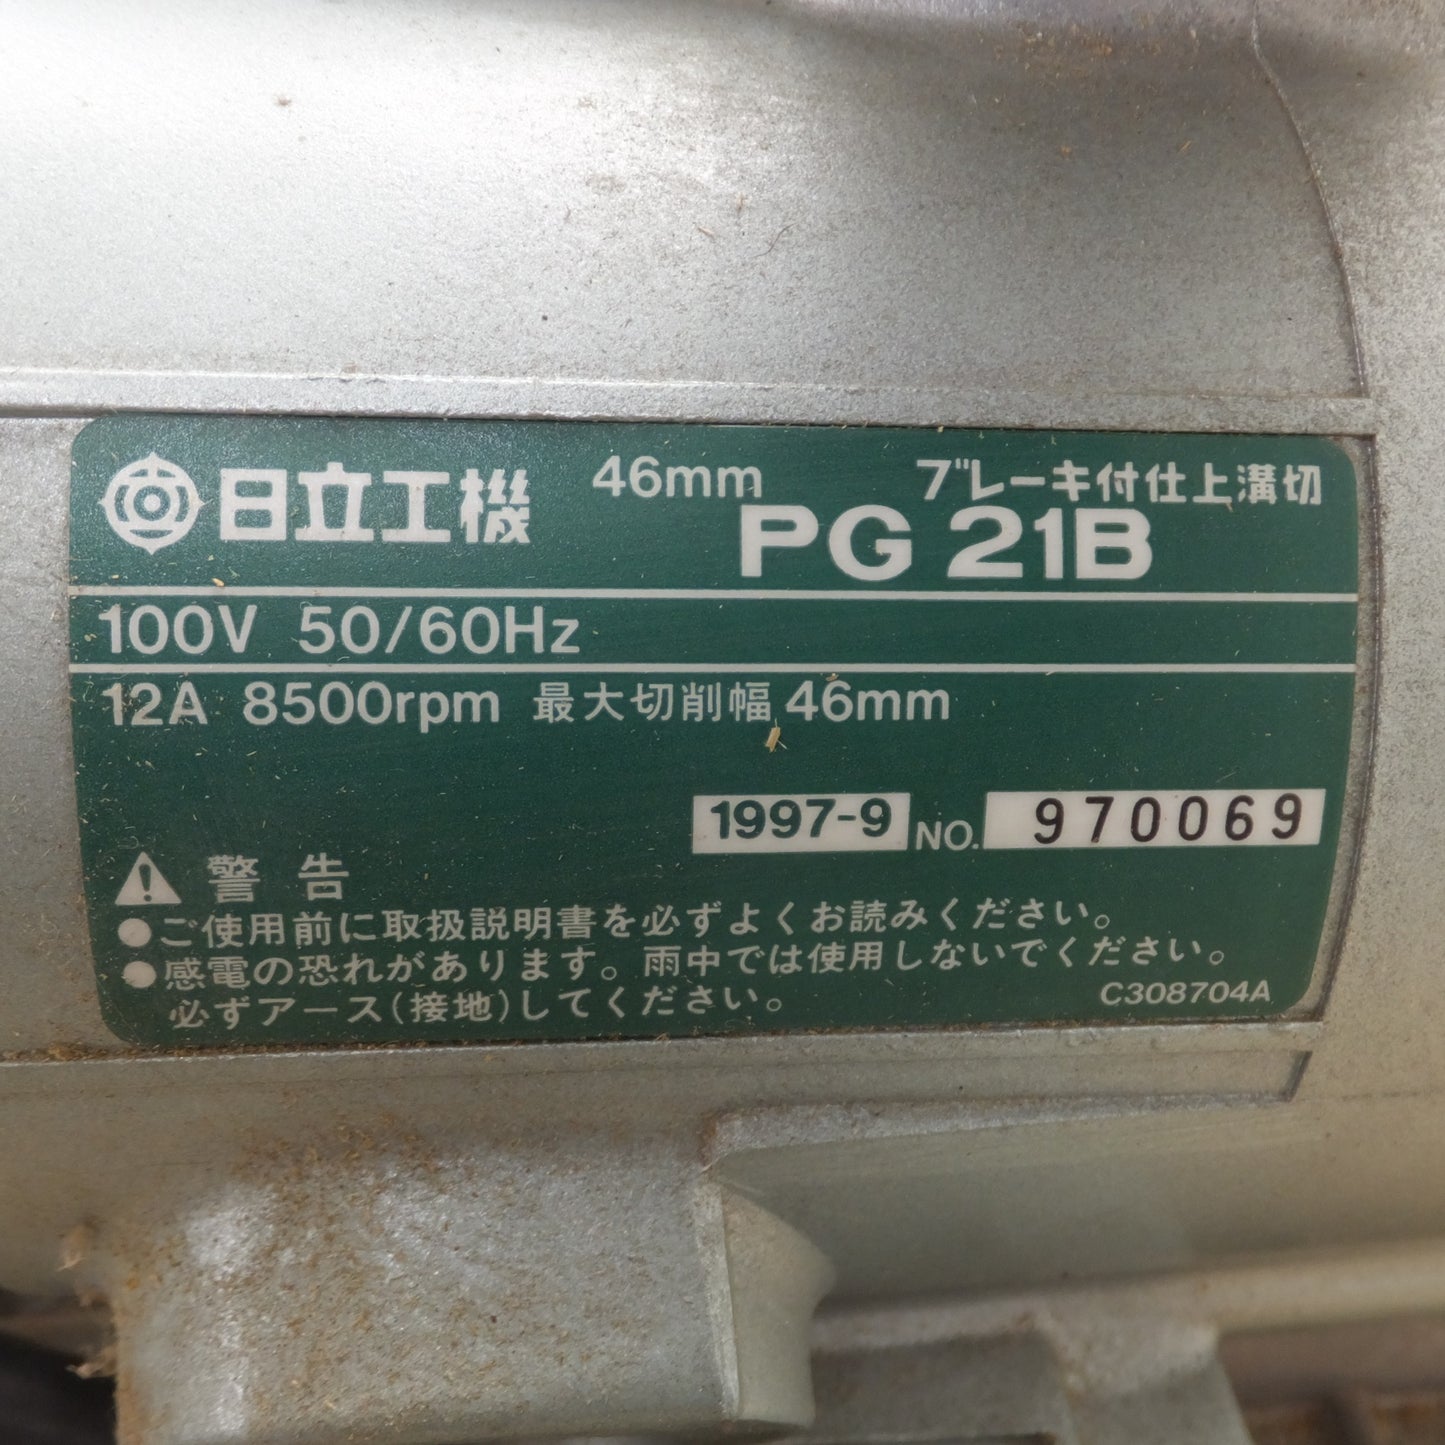 日立工機 46mm ブレーキ付仕上溝切
PG 21B
100V 50/60Hz
12A 8500rpm 最大切削幅 46mm
1997-9 NO. 970069
警告
●ご使用前に取扱説明書を必ずよくお読みください。
●感電の恐れがあります。雨中では使用しないでください。
必ずアース(接地)してください。 C308704A